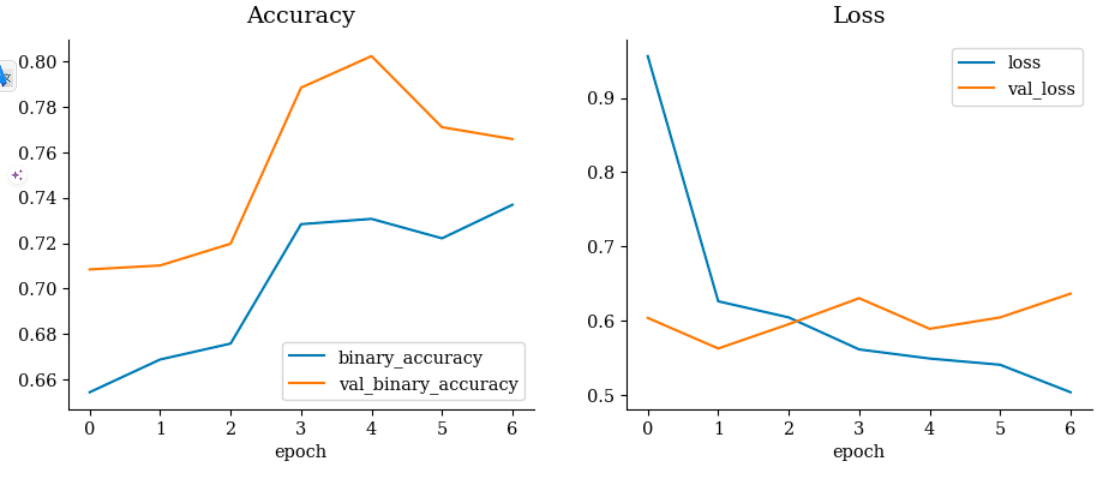 Accuracy
0.80
0.78
0.76
0.74
0.72
0.70
0.68
0.66
binary_accuracy
val_binary_accuracy
0 1 2 3 4 5 6
epoch
Loss
loss
val_loss
0.9
0.8
0.7
0.6
0.5
0 1 2 3 4 5 6
epoch